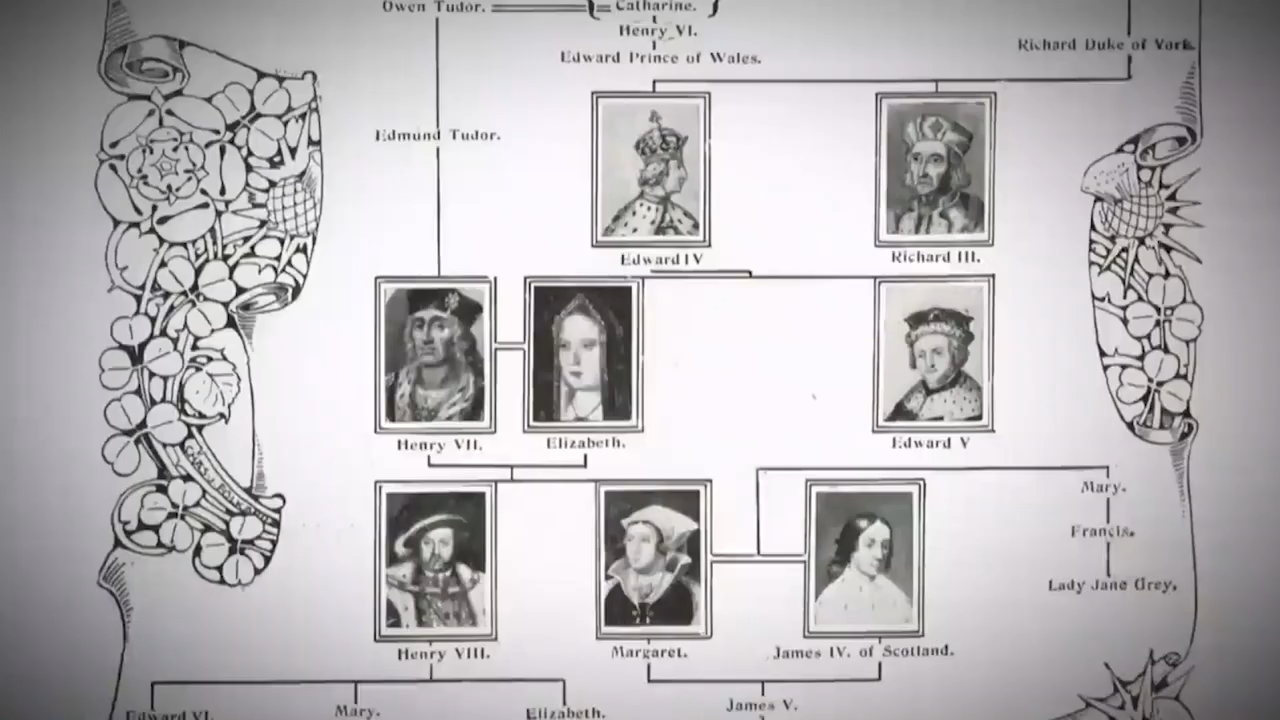 Owen Tudor.
Catharine.
Henry VI.
Edward Prince of Wales.
Richard Duke of York.
Edmund Tudor.
Edward IV
Richard III.
Henry VII.
Elizabeth.
Edward V
Mary.
Francis.
Lady Jane Grey.
Henry VIII.
Margaret.
James IV. of Scotland.
Edward VI.
Mary.
Elizabeth.
James V.